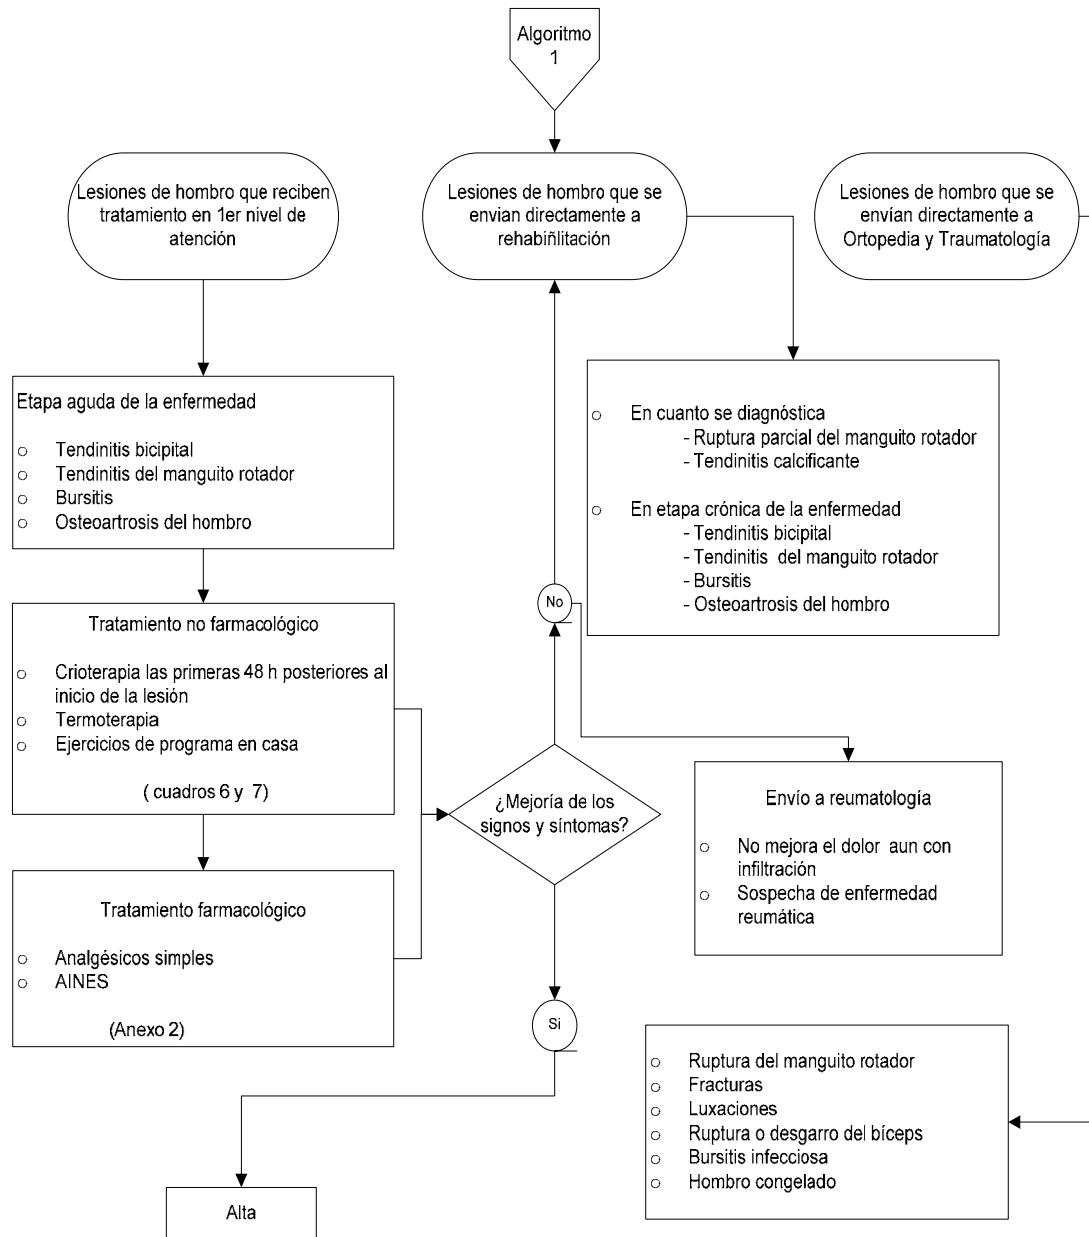 Algoritmo
1
Lesiones de hombro que reciben
tratamiento en 1er nivel de
atención
Lesiones de hombro que se
envian directamente a
rehabiñlitación
Lesiones de hombro que se
envían directamente a
Ortopedia y Traumatología
Etapa aguda de la enfermedad
Tendinitis bicipital
Tendinitis del manguito rotador
Bursitis
Osteoartrosis del hombro
En cuanto se diagnóstica
- Ruptura parcial del manguito rotador
- Tendinitis calcificante
En etapa crónica de la enfermedad
- Tendinitis bicipital
- Tendinitis del manguito rotador
- Bursitis
- Osteoartrosis del hombro
No
Tratamiento no farmacológico
Crioterapia las primeras 48 h posteriores al
inicio de la lesión
Termoterapia
Ejercicios de programa en casa
( cuadros 6 y 7)
¿Mejoría de los
signos y síntomas?
Envío a reumatología
No mejora el dolor aun con
infiltración
Sospecha de enfermedad
reumática
Tratamiento farmacológico
Analgésicos simples
AINES
(Anexo 2)
Si
Ruptura del manguito rotador
Fracturas
Luxaciones
Ruptura o desgarro del bíceps
Bursitis infecciosa
Hombro congelado
Alta